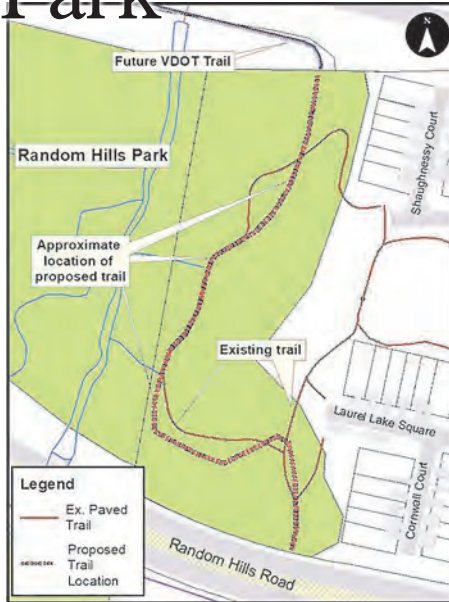 Park
N
Future VDOT Trail
Shaughnessy Court
Random Hills Park
Approximate
location of
proposed trail
Existing trail
Laurel Lake Square
Cornwall Court
Legend
Ex. Paved
Trail
Proposed
Trail
Location
Random Hills Road